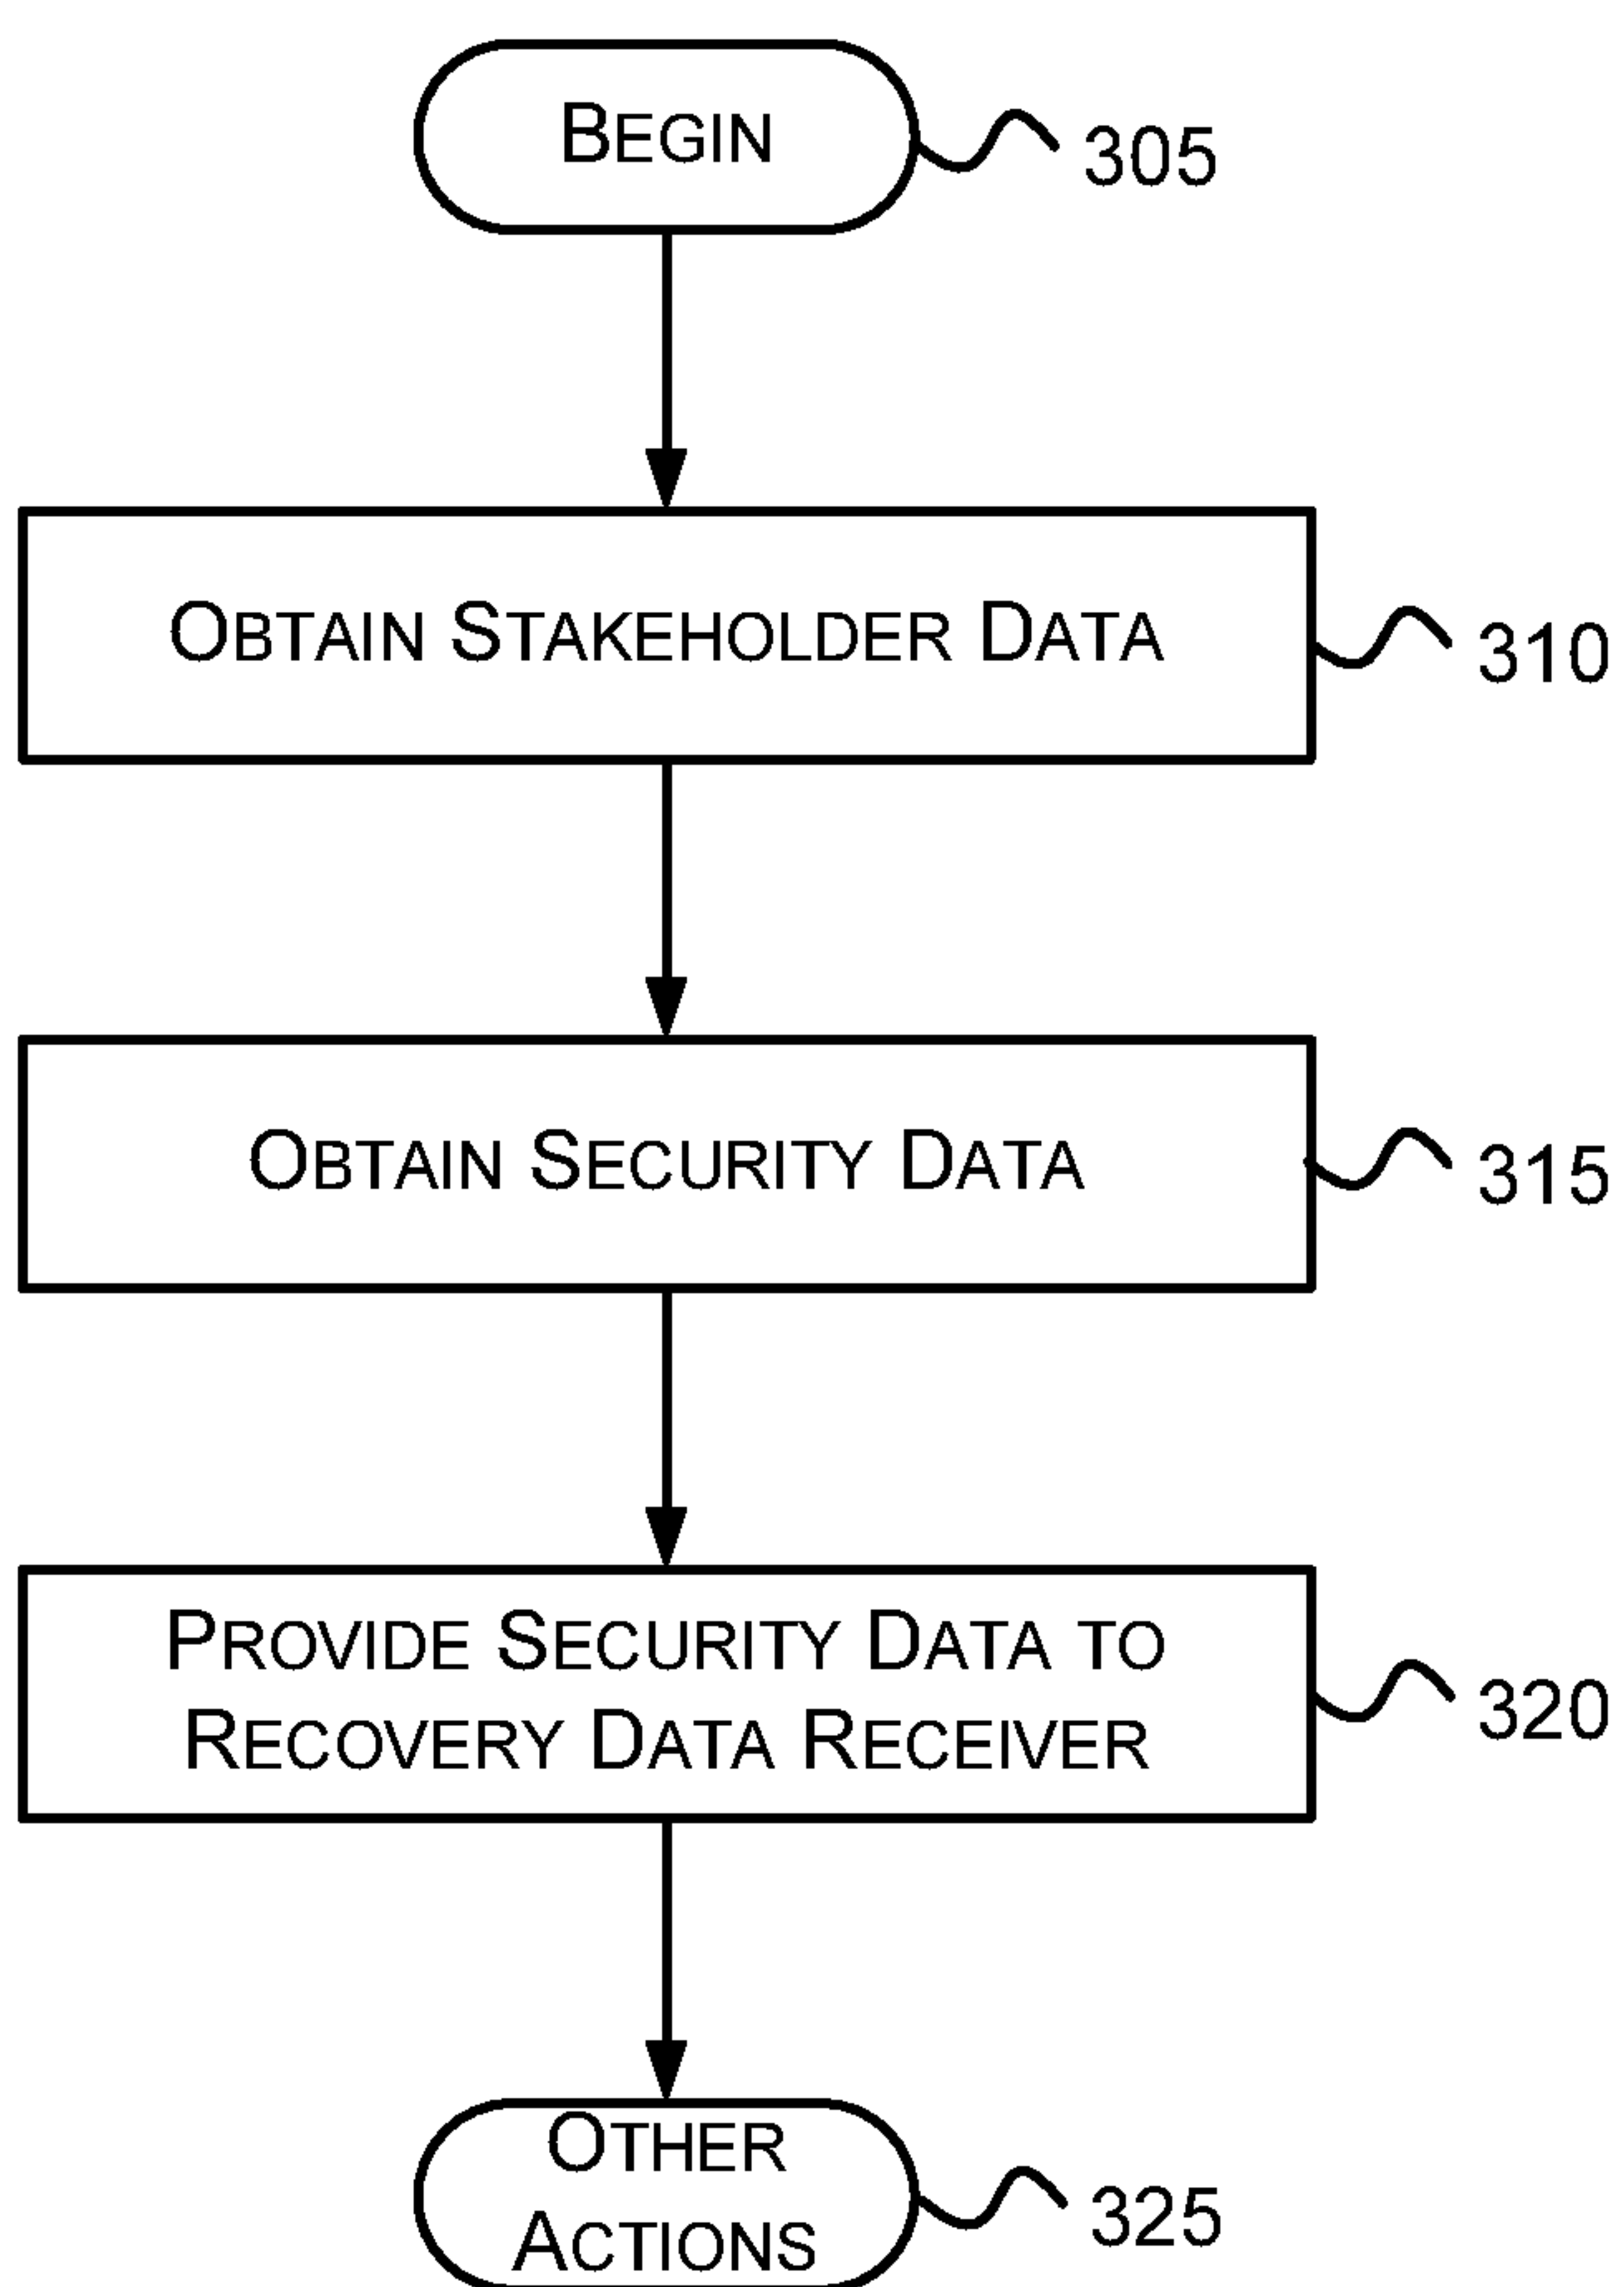 BEGIN
305
OBTAIN STAKEHOLDER DATA
310
OBTAIN SECURITY DATA
315
PROVIDE SECURITY DATA TO
RECOVERY DATA RECEIVER
320
OTHER
ACTIONS
325